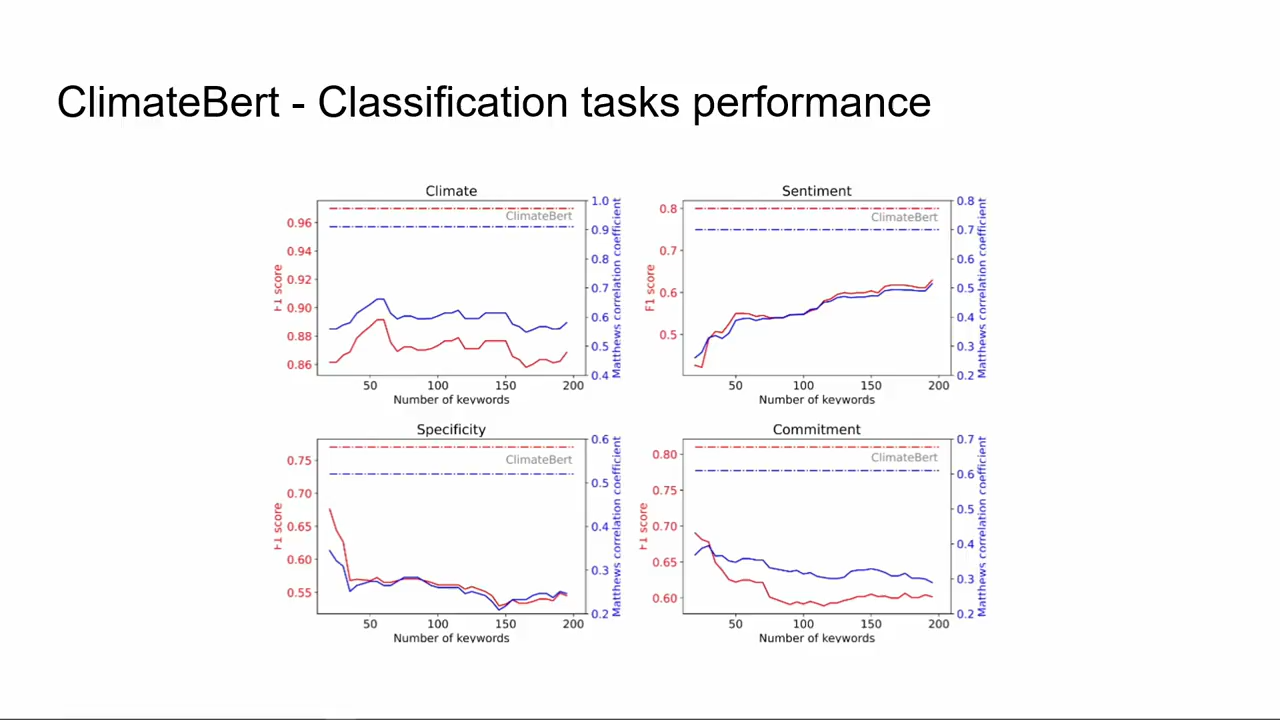 ClimateBert - Classification tasks performance
Climate
F1 score
0.96
0.94
0.92
0.90
0.88
0.86
1.0
0.9
0.8
0.7
0.6
0.5
0.4
Matthews correlation coefficient
ClimateBert
50 100 150 200
Number of keywords
Sentiment
F1 score
0.8
0.7
0.6
0.5
0.8
0.7
0.6
0.5
0.4
0.3
0.2
Matthews correlation coefficient
ClimateBert
50 100 150 200
Number of keywords
Specificity
F1 score
0.75
0.70
0.65
0.60
0.55
0.6
0.5
0.4
0.3
0.2
Matthews correlation coefficient
ClimateBert
50 100 150 200
Number of keywords
Commitment
F1 score
0.80
0.75
0.70
0.65
0.60
0.7
0.6
0.5
0.4
0.3
0.2
Matthews correlation coefficient
ClimateBert
50 100 150 200
Number of keywords